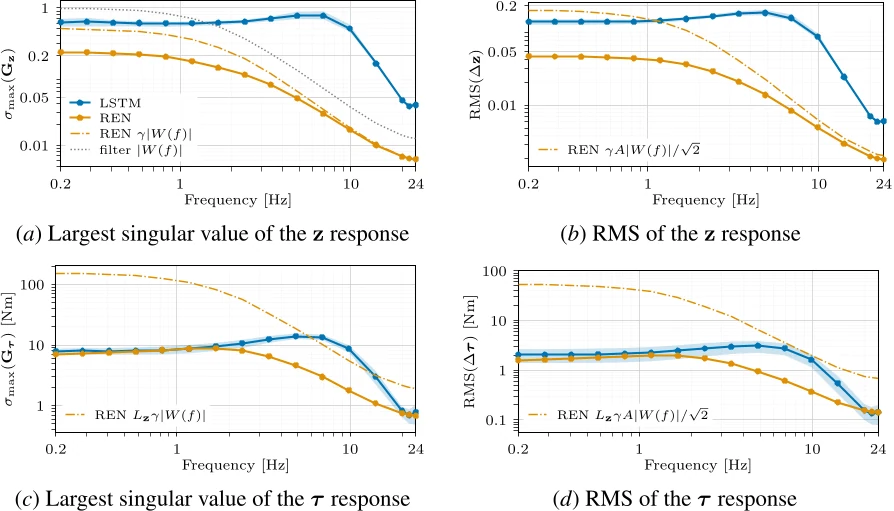 1
0.2
0.05
0.01
σmax(Gz)
LSTM
REN
REN γ|W(f)|
filter |W(f)|
0.2 1 10 24
Frequency [Hz]
(a) Largest singular value of the z response
0.2
0.05
0.01
RMS(Δz)
REN γA|W(f)|/√2
0.2 1 10 24
Frequency [Hz]
(b) RMS of the z response
100
10
1
σmax(Gτ) [Nm]
REN Lzγ|W(f)|
0.2 1 10 24
Frequency [Hz]
(c) Largest singular value of the τ response
100
10
1
0.1
RMS(Δτ) [Nm]
REN LzγA|W(f)|/√2
0.2 1 10 24
Frequency [Hz]
(d) RMS of the τ response